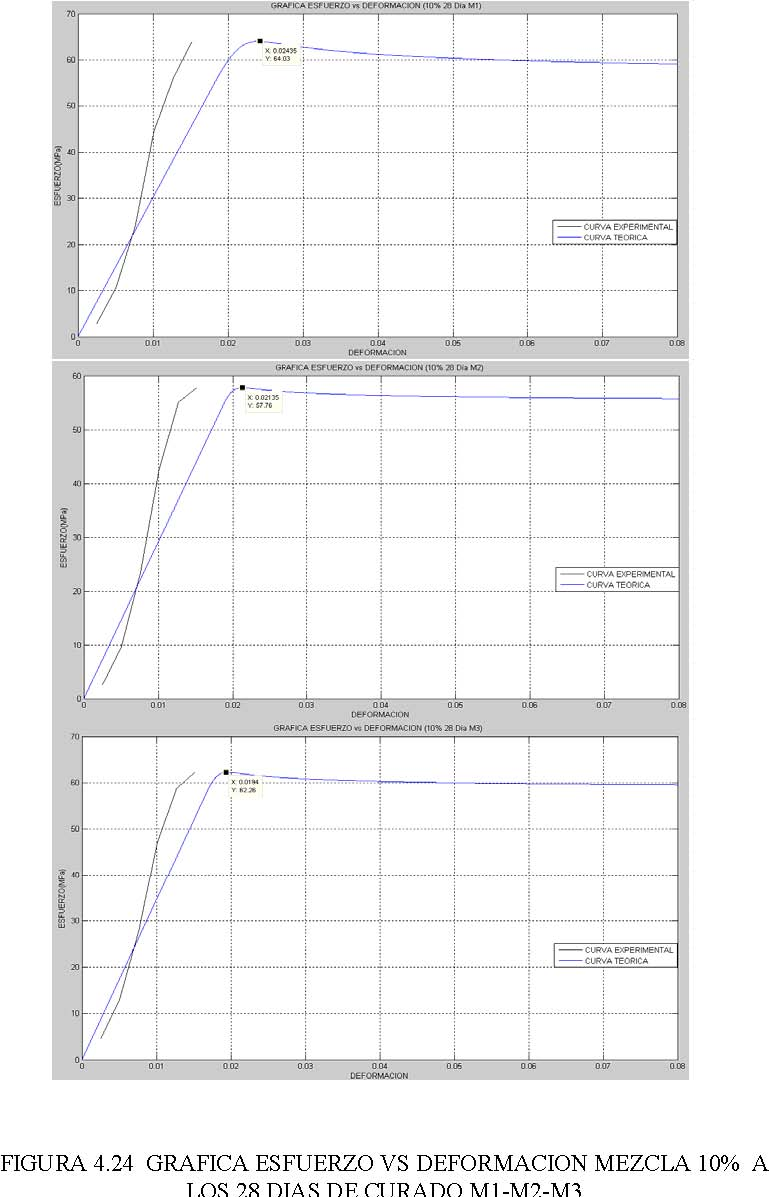 GRAFICA ESFUERZO vs DEFORMACION (10% 28 Dia M1)
70
60
50
40
30
20
10
0
ESFUERZO(MPa)
X: 0.02435
Y: 64.03
CURVA EXPERIMENTAL
CURVA TEORICA
0 0.01 0.02 0.03 0.04 0.05 0.06 0.07 0.08
DEFORMACION
GRAFICA ESFUERZO vs DEFORMACION (10% 28 Dia M2)
60
50
40
30
20
10
0
ESFUERZO(MPa)
X: 0.02135
Y: 57.76
CURVA EXPERIMENTAL
CURVA TEORICA
0 0.01 0.02 0.03 0.04 0.05 0.06 0.07 0.08
DEFORMACION
GRAFICA ESFUERZO vs DEFORMACION (10% 28 Dia M3)
70
60
50
40
30
20
10
0
ESFUERZO(MPa)
X: 0.0194
Y: 62.26
CURVA EXPERIMENTAL
CURVA TEORICA
0 0.01 0.02 0.03 0.04 0.05 0.06 0.07 0.08
DEFORMACION
FIGURA 4.24 GRAFICA ESFUERZO VS DEFORMACION MEZCLA 10% A
LOS 28 DIAS DE CURADO M1-M2-M3